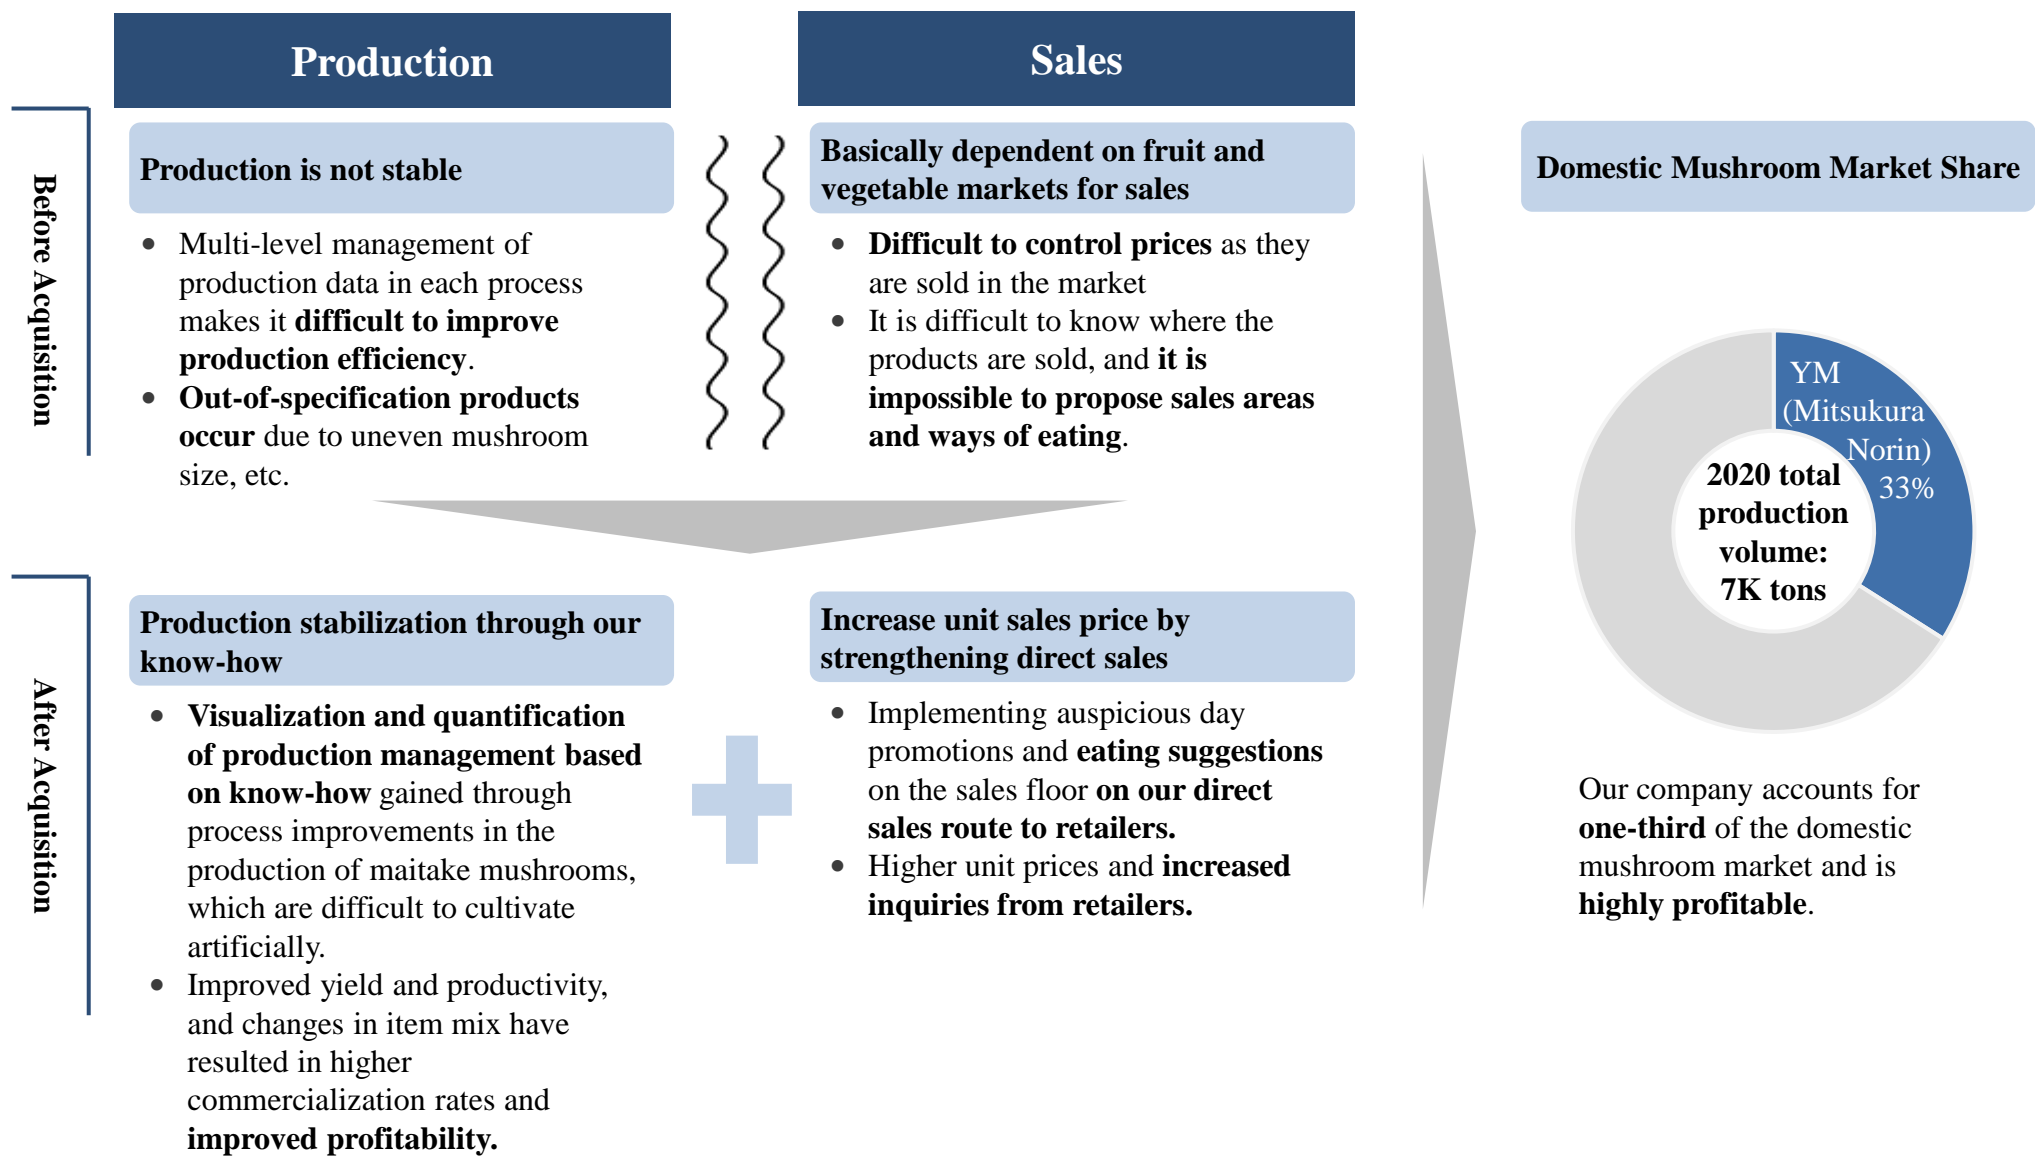 Production
Sales
Before Acquisition
Production is not stable
• Multi-level management of
production data in each process
makes it difficult to improve
production efficiency.
• Out-of-specification products
occur due to uneven mushroom
size, etc.
Basically dependent on fruit and
vegetable markets for sales
• Difficult to control prices as they
are sold in the market
• It is difficult to know where the
products are sold, and it is
impossible to propose sales areas
and ways of eating.
After Acquisition
Production stabilization through our
know-how
• Visualization and quantification
of production management based
on know-how gained through
process improvements in the
production of maitake mushrooms,
which are difficult to cultivate
artificially.
• Improved yield and productivity,
and changes in item mix have
resulted in higher
commercialization rates and
improved profitability.
Increase unit sales price by
strengthening direct sales
• Implementing auspicious day
promotions and eating suggestions
on the sales floor on our direct
sales route to retailers.
• Higher unit prices and increased
inquiries from retailers.
Domestic Mushroom Market Share
YM
(Mitsukura
Norin)
33%
2020 total
production
volume:
7K tons
Our company accounts for
one-third of the domestic
mushroom market and is
highly profitable.